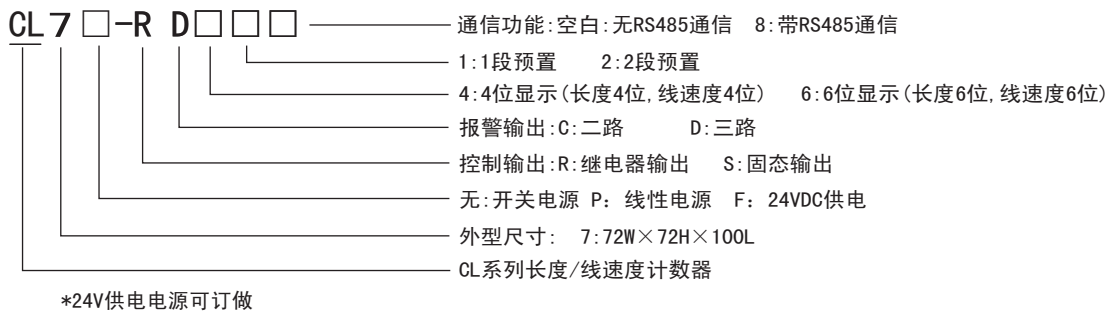 CL7□-RD□□□ 通信功能:空白:无RS485通信 8:带RS485通信
1:1段预置 2:2段预置
4:4位显示(长度4位,线速度4位) 6:6位显示(长度6位,线速度6位)
报警输出:C:二路 D:三路
控制输出:R:继电器输出 S:固态输出
无:开关电源 P: 线性电源 F: 24VDC供电
外型尺寸: 7:72W×72H×100L
CL系列长度/线速度计数器
*24V供电电源可订做